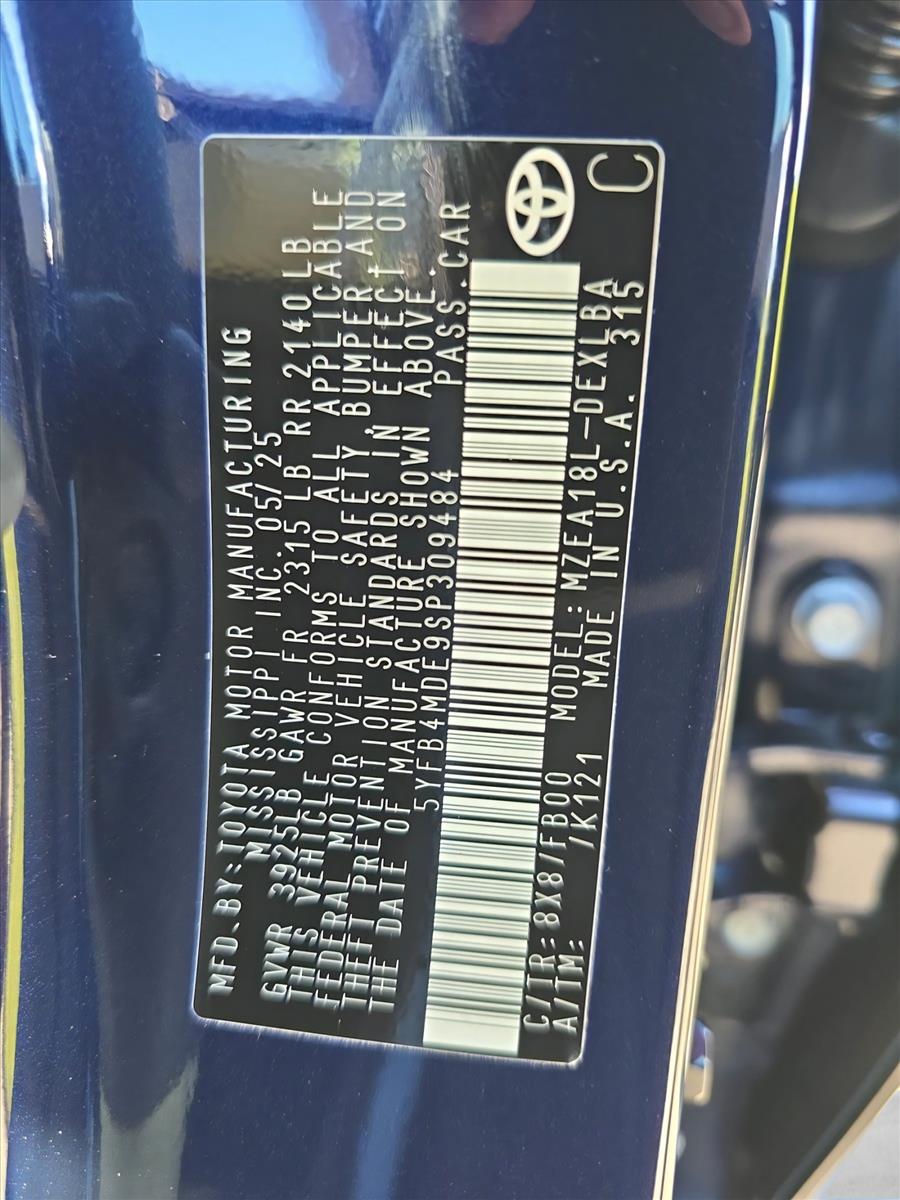 MFD.BY:TOYOTA MOTOR MANUFACTURING
MISSISSIPPI INC. 05/25
GVWR 3925LB GAWR FR 2315 LB RR 2140 LB
THIS VEHICLE CONFORMS TO ALL APPLICABLE
FEDERAL MOTOR VEHICLE SAFETY, BUMPER AND
THEFT PREVENTION STANDARDS IN EFFECT ON
THE DATE OF MANUFACTURE SHOWN ABOVE.
5YFB4MDE9SP309484 PASS.CAR
C/TR:8X8/FB00 MODEL:MZEA18L-DEXLBA
A/TM: /K121 MADE IN U.S.A. 315
C